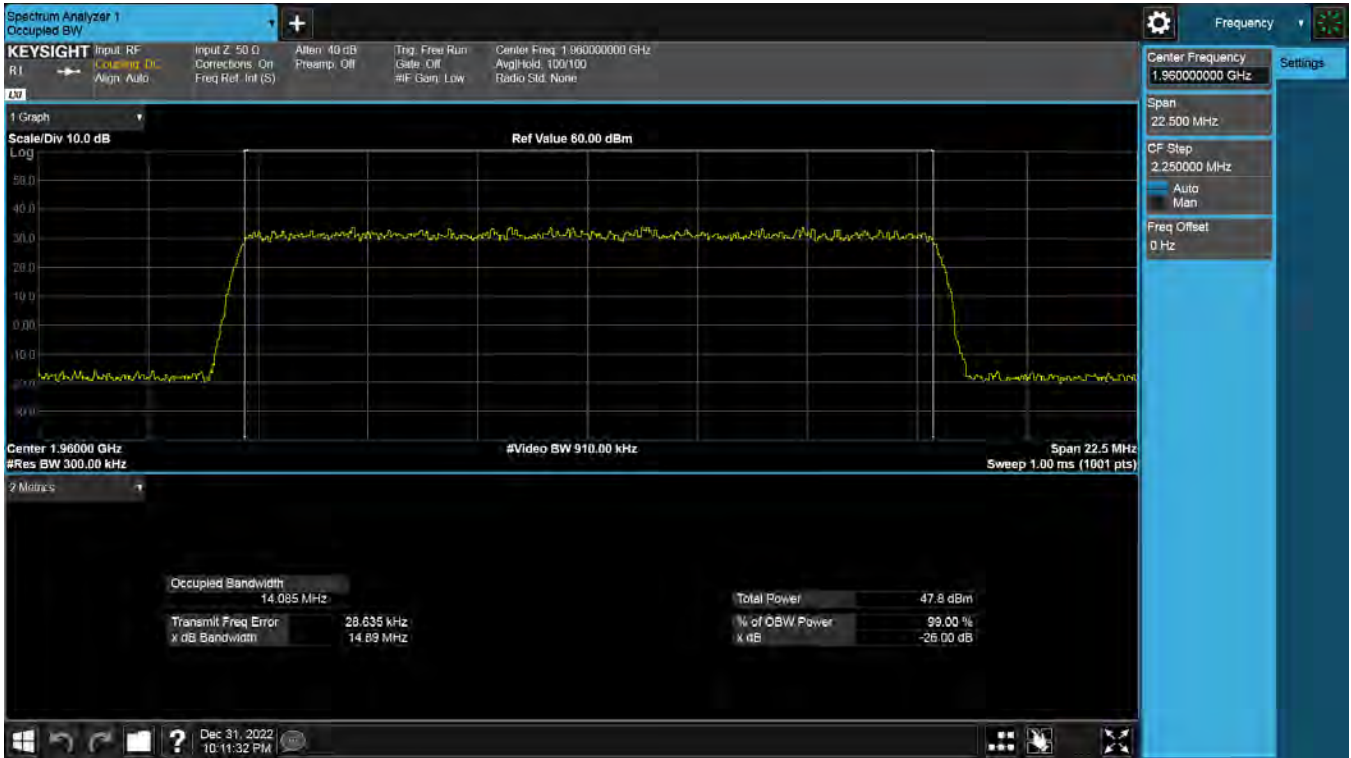 Spectrum Analyzer 1
Occupied BW
+
Frequency
KEYSIGHT Input: RF Input Z: 50 Ω Atten: 40 dB Trig: Free Run Center Freq: 1.960000000 GHz
R L Coupling: DC Corrections: On Preamp: Off Gate: Off Avg|Hold: 100/100
Align: Auto Freq Ref: Int (S) #IF Gain: Low Radio Std: None
LXI
Center Frequency
1.960000000 GHz
Settings
Span
22.500 MHz
CF Step
2.250000 MHz
Auto
Man
Freq Offset
0 Hz
1 Graph
Scale/Div 10.0 dB Ref Value 60.00 dBm
Log
50.0
40.0
30.0
20.0
10.0
0.00
-10.0
-20.0
-30.0
Center 1.96000 GHz #Video BW 910.00 kHz Span 22.5 MHz
#Res BW 300.00 kHz Sweep 1.00 ms (1001 pts)
2 Metrics
Occupied Bandwidth
14.085 MHz
Total Power 47.8 dBm
Transmit Freq Error 28.635 kHz % of OBW Power 99.00 %
x dB Bandwidth 14.89 MHz x dB -26.00 dB
? Dec 31, 2022
10:11:32 PM